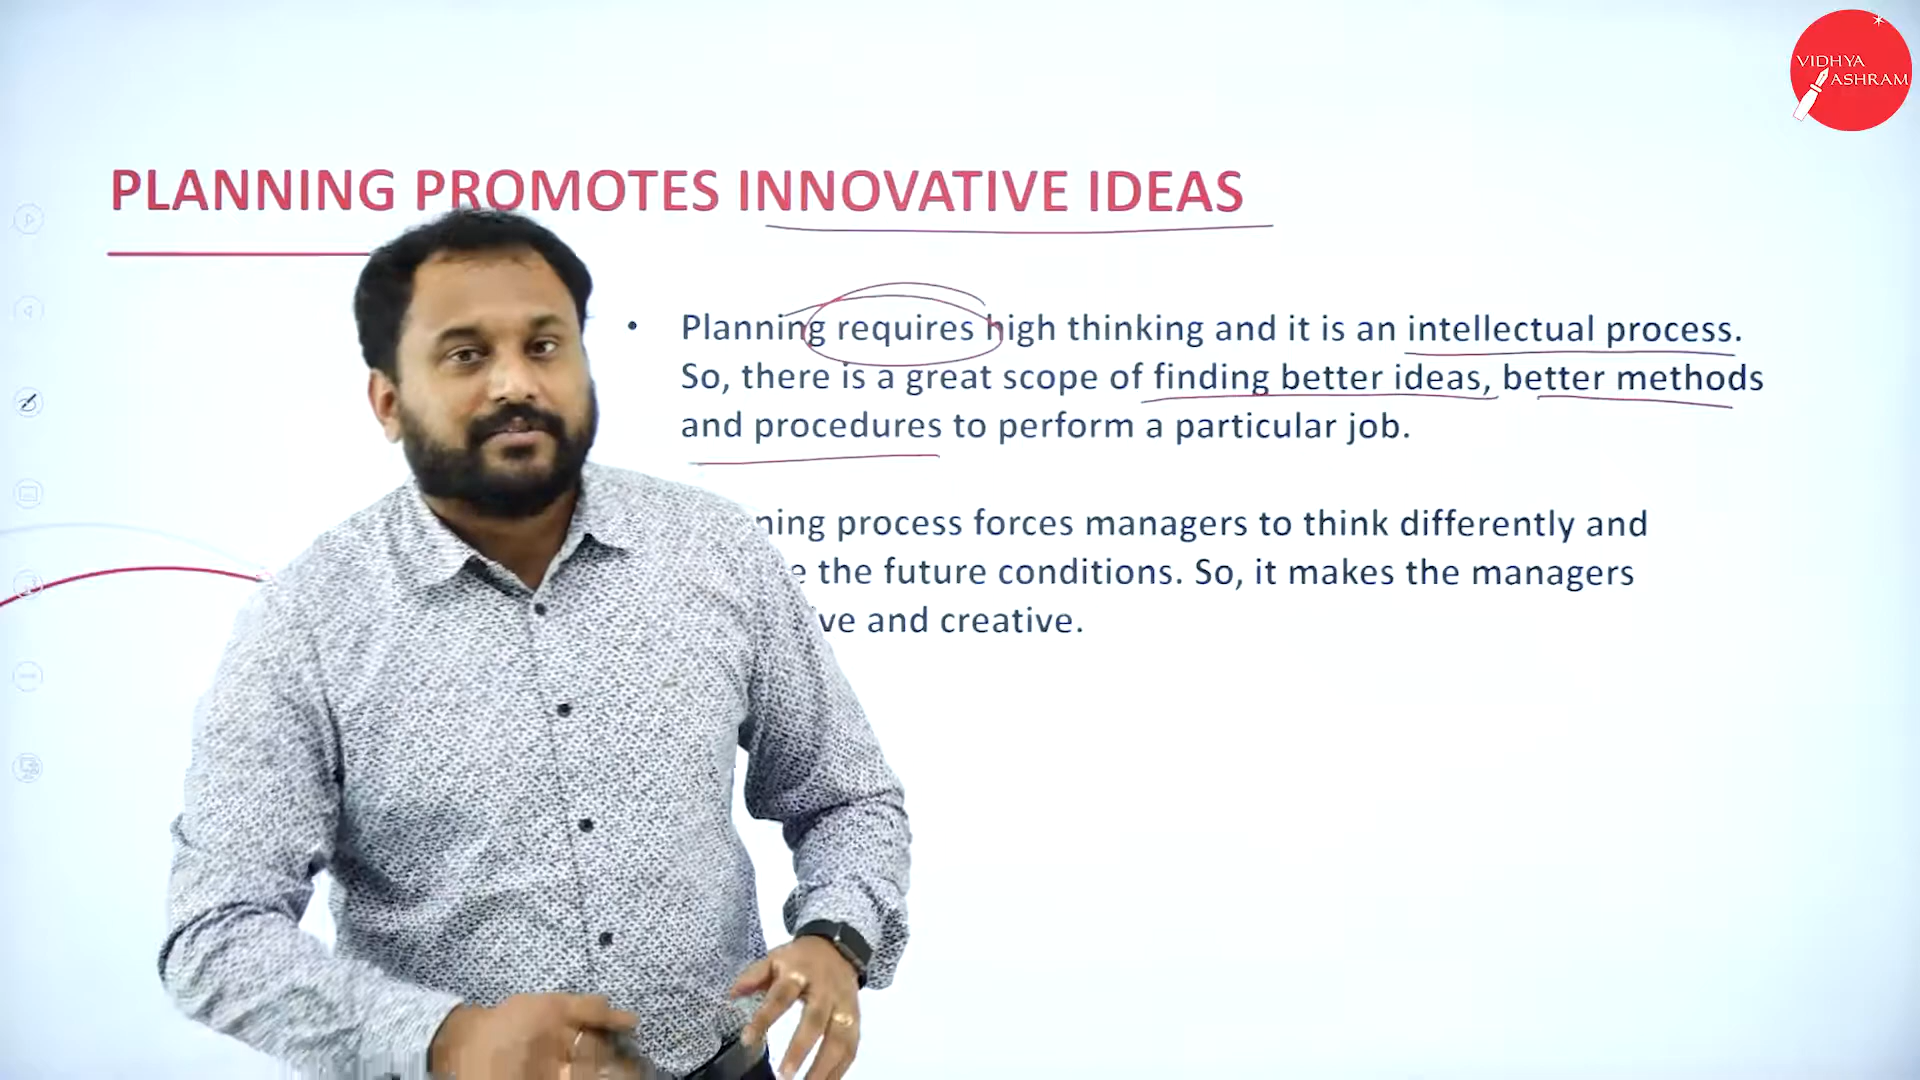 VIDHYA
ASHRAM
PLANNING PROMOTES INNOVATIVE IDEAS
• Planning requires high thinking and it is an intellectual process.
So, there is a great scope of finding better ideas, better methods
and procedures to perform a particular job.
process forces managers to think differently and
the future conditions. So, it makes the managers
and creative.